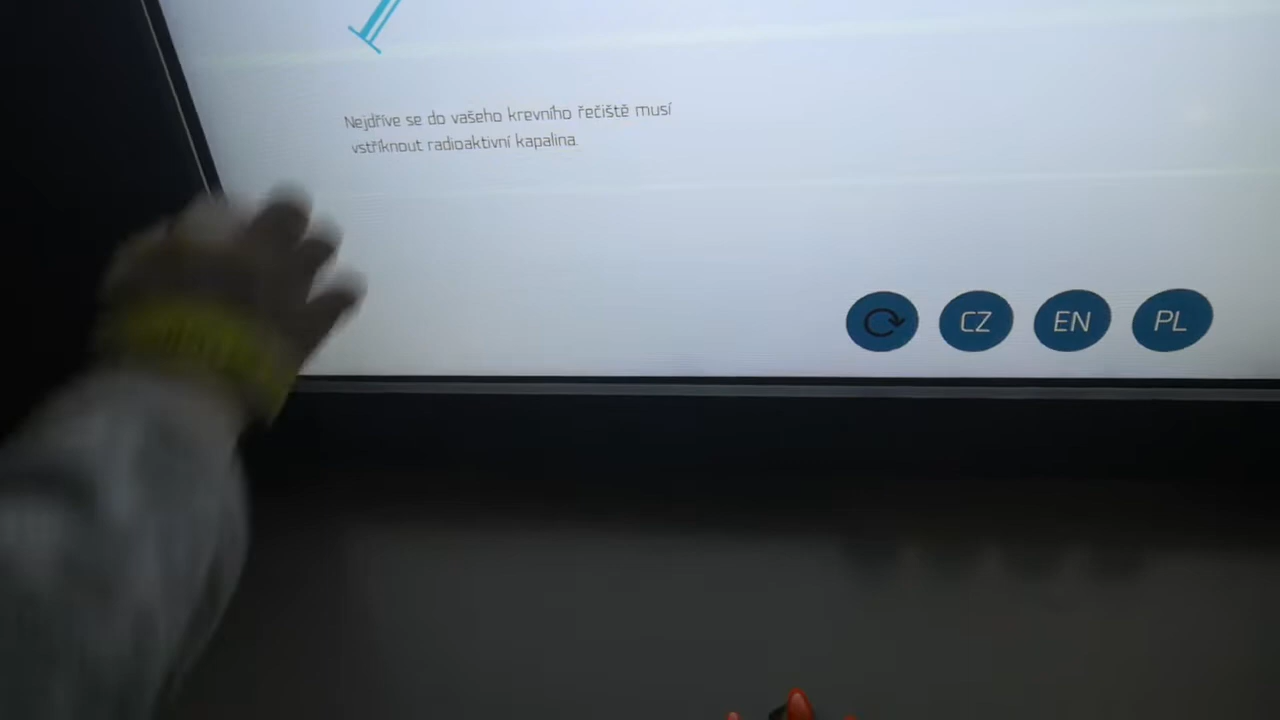 Nejdříve se do vašeho krevního řečiště musí
vstříknout radioaktivní kapalina.
CZ
EN
PL